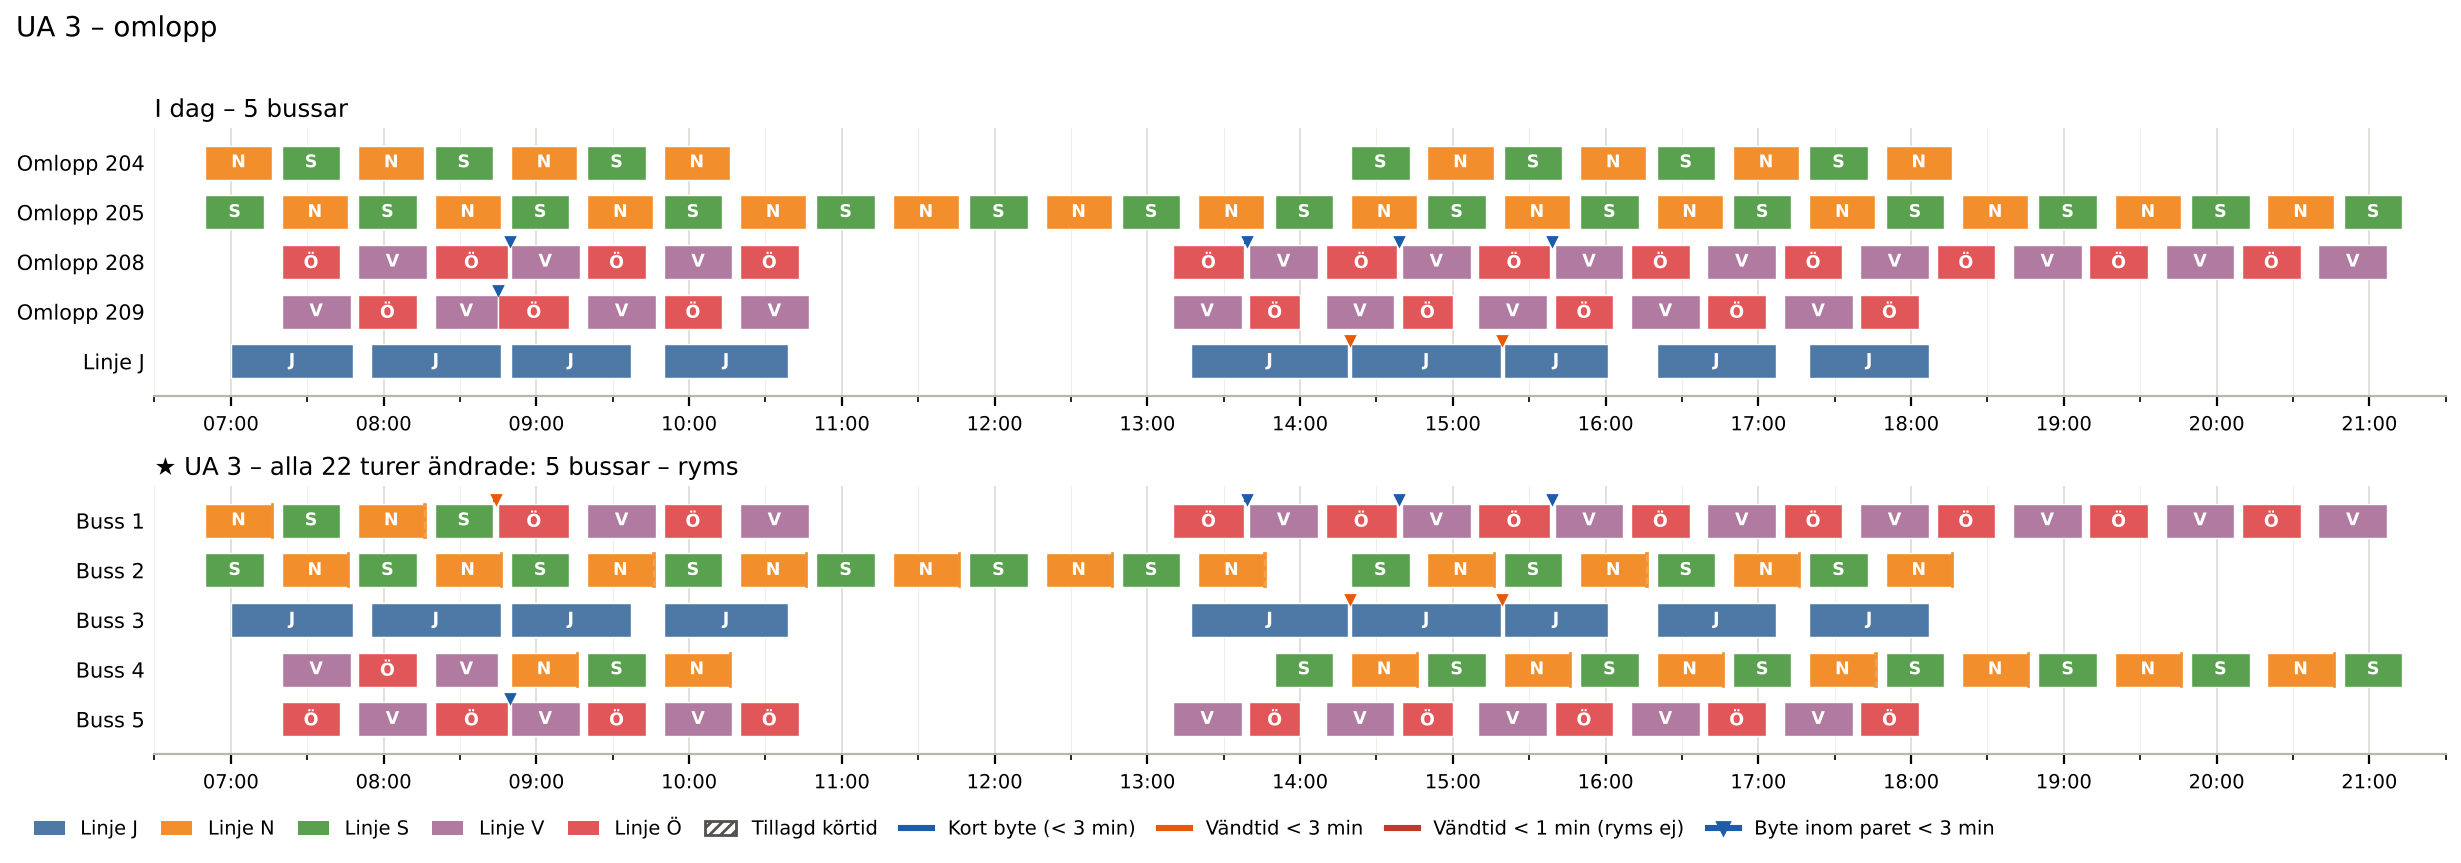 UA 3 – omlopp
I dag – 5 bussar
Omlopp 204 N S N S N S N S N S N S N S N
Omlopp 205 S N S N S N S N S N S N S N S N S N S N S N S N S N S N S
Omlopp 208 Ö V Ö V Ö V Ö Ö V Ö V Ö V Ö V Ö V Ö V Ö V Ö V
Omlopp 209 V Ö V Ö V Ö V V Ö V Ö V Ö V Ö V Ö
Linje J J J J J J J J J J
07:00 08:00 09:00 10:00 11:00 12:00 13:00 14:00 15:00 16:00 17:00 18:00 19:00 20:00 21:00
★ UA 3 – alla 22 turer ändrade: 5 bussar – ryms
Buss 1 N S N S Ö V Ö V Ö V Ö V Ö V Ö V Ö V Ö V Ö V Ö V
Buss 2 S N S N S N S N S N S N S N S N S N S N S N
Buss 3 J J J J J J J J J
Buss 4 V Ö V N S N S N S N S N S N S N S N S N S
Buss 5 Ö V Ö V Ö V Ö V Ö V Ö V Ö V Ö V Ö
07:00 08:00 09:00 10:00 11:00 12:00 13:00 14:00 15:00 16:00 17:00 18:00 19:00 20:00 21:00
Linje J Linje N Linje S Linje V Linje Ö Tillagd körtid Kort byte (< 3 min) Vändtid < 3 min Vändtid < 1 min (ryms ej) Byte inom paret < 3 min